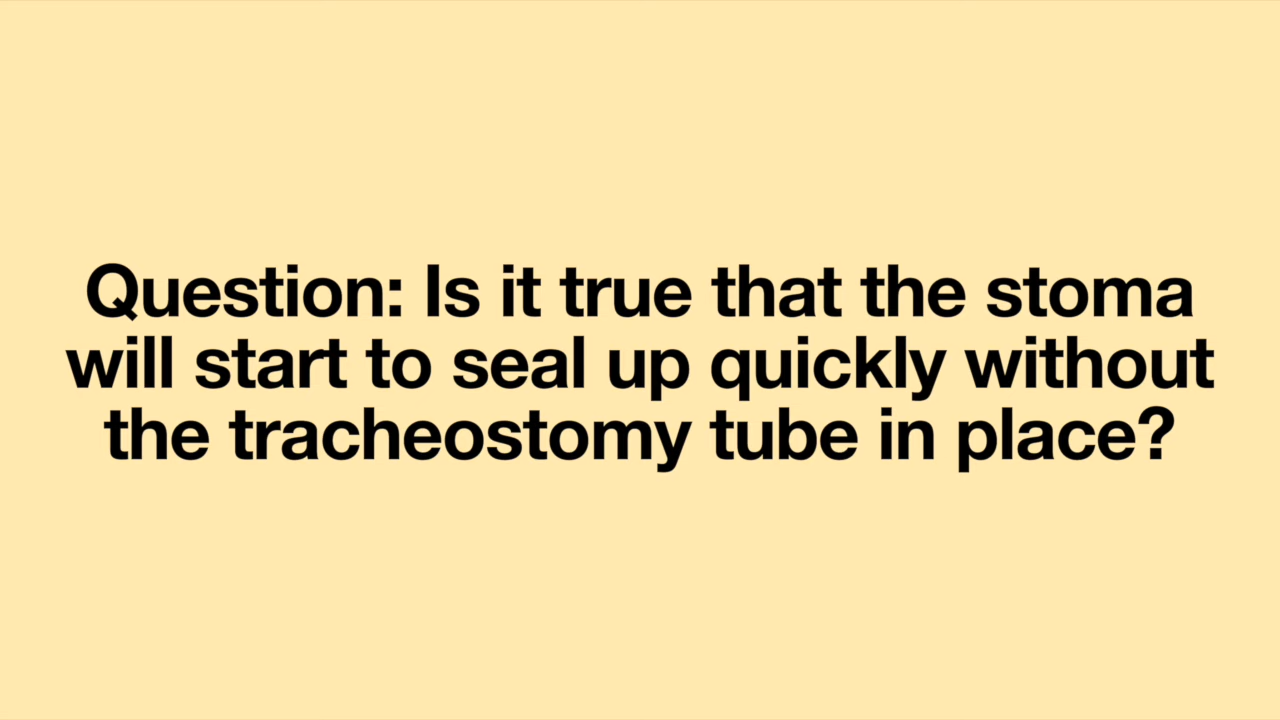 Question: Is it true that the stoma
will start to seal up quickly without
the tracheostomy tube in place?